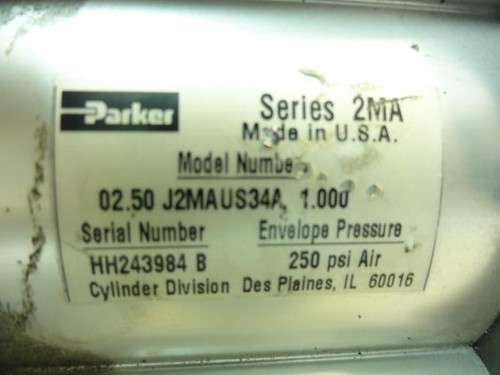 Parker
Series 2MA
Made in U.S.A.
Model Number
02.50 J2MAUS34A 1.000
Serial Number Envelope Pressure
HH243984 B 250 psi Air
Cylinder Division Des Plaines, IL 60016